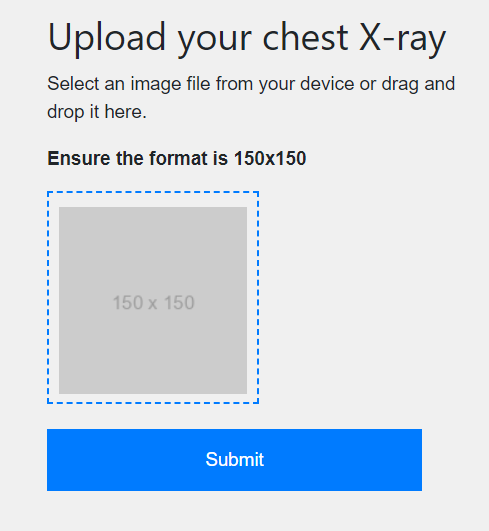 Upload your chest X-ray
Select an image file from your device or drag and
drop it here.
Ensure the format is 150x150
150 x 150
Submit